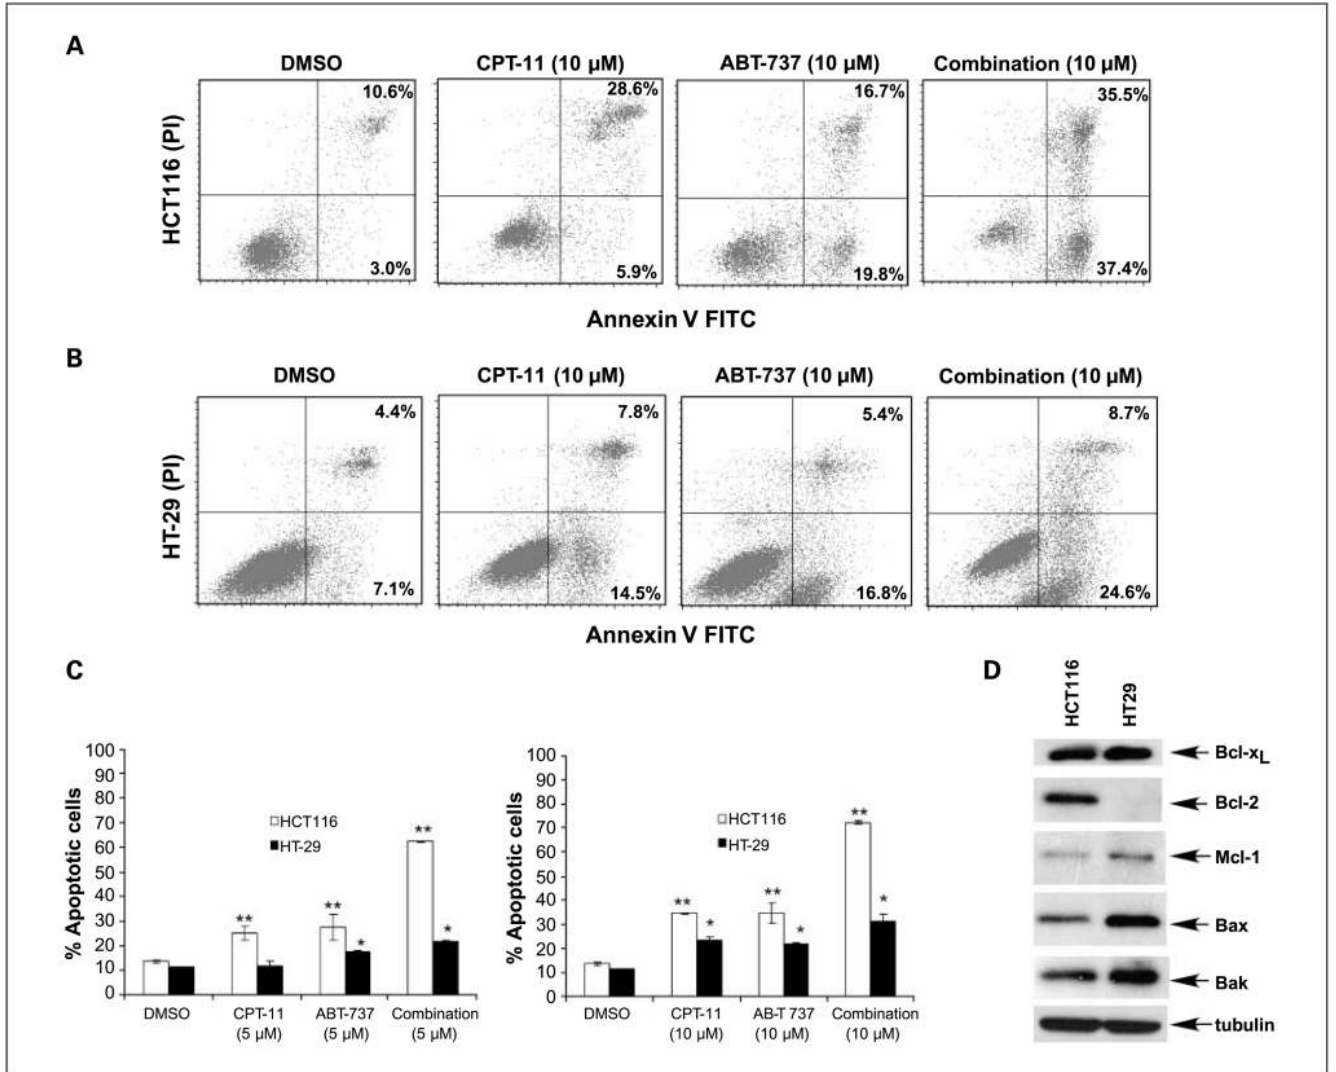 A
DMSO
CPT-11 (10 μM)
ABT-737 (10 μM)
Combination (10 μM)
HCT116 (PI)
10.6%
28.6%
16.7%
35.5%
3.0%
5.9%
19.8%
37.4%
Annexin V FITC
B
DMSO
CPT-11 (10 μM)
ABT-737 (10 μM)
Combination (10 μM)
HT-29 (PI)
4.4%
7.8%
5.4%
8.7%
7.1%
14.5%
16.8%
24.6%
Annexin V FITC
C
% Apoptotic cells
100
90
80
70
60
50
40
30
20
10
0
HCT116
HT-29
**
**
*
**
*
DMSO
CPT-11
(5 μM)
ABT-737
(5 μM)
Combination
(5 μM)
% Apoptotic cells
100
90
80
70
60
50
40
30
20
10
0
HCT116
HT-29
**
*
**
*
**
*
DMSO
CPT-11
(10 μM)
AB-T 737
(10 μM)
Combination
(10 μM)
D
HCT116
HT29
Bcl-xL
Bcl-2
Mcl-1
Bax
Bak
tubulin